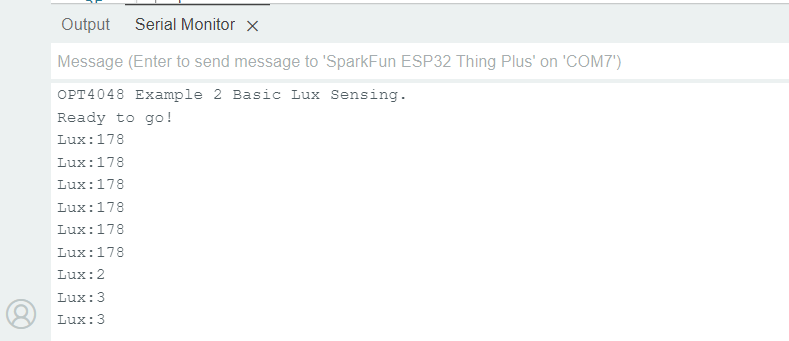 Output Serial Monitor
Message (Enter to send message to 'SparkFun ESP32 Thing Plus' on 'COM7')
OPT4048 Example 2 Basic Lux Sensing.
Ready to go!
Lux:178
Lux:178
Lux:178
Lux:178
Lux:178
Lux:178
Lux:2
Lux:3
Lux:3